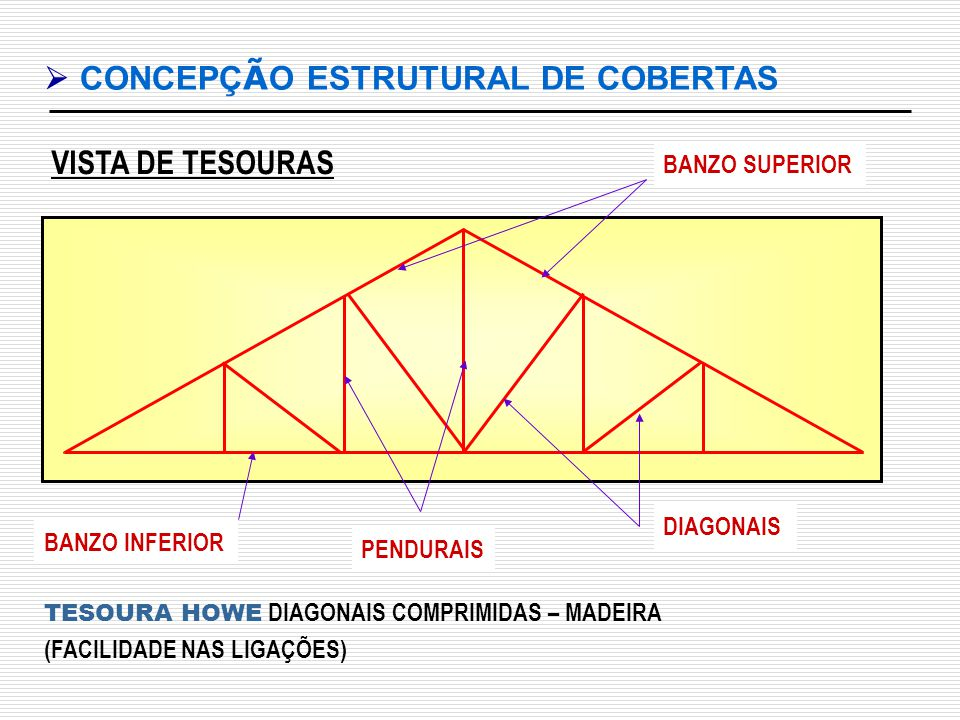 ➢ CONCEPÇÃO ESTRUTURAL DE COBERTAS
VISTA DE TESOURAS
BANZO SUPERIOR
BANZO INFERIOR
PENDURAIS
DIAGONAIS
TESOURA HOWE DIAGONAIS COMPRIMIDAS – MADEIRA
(FACILIDADE NAS LIGAÇÕES)